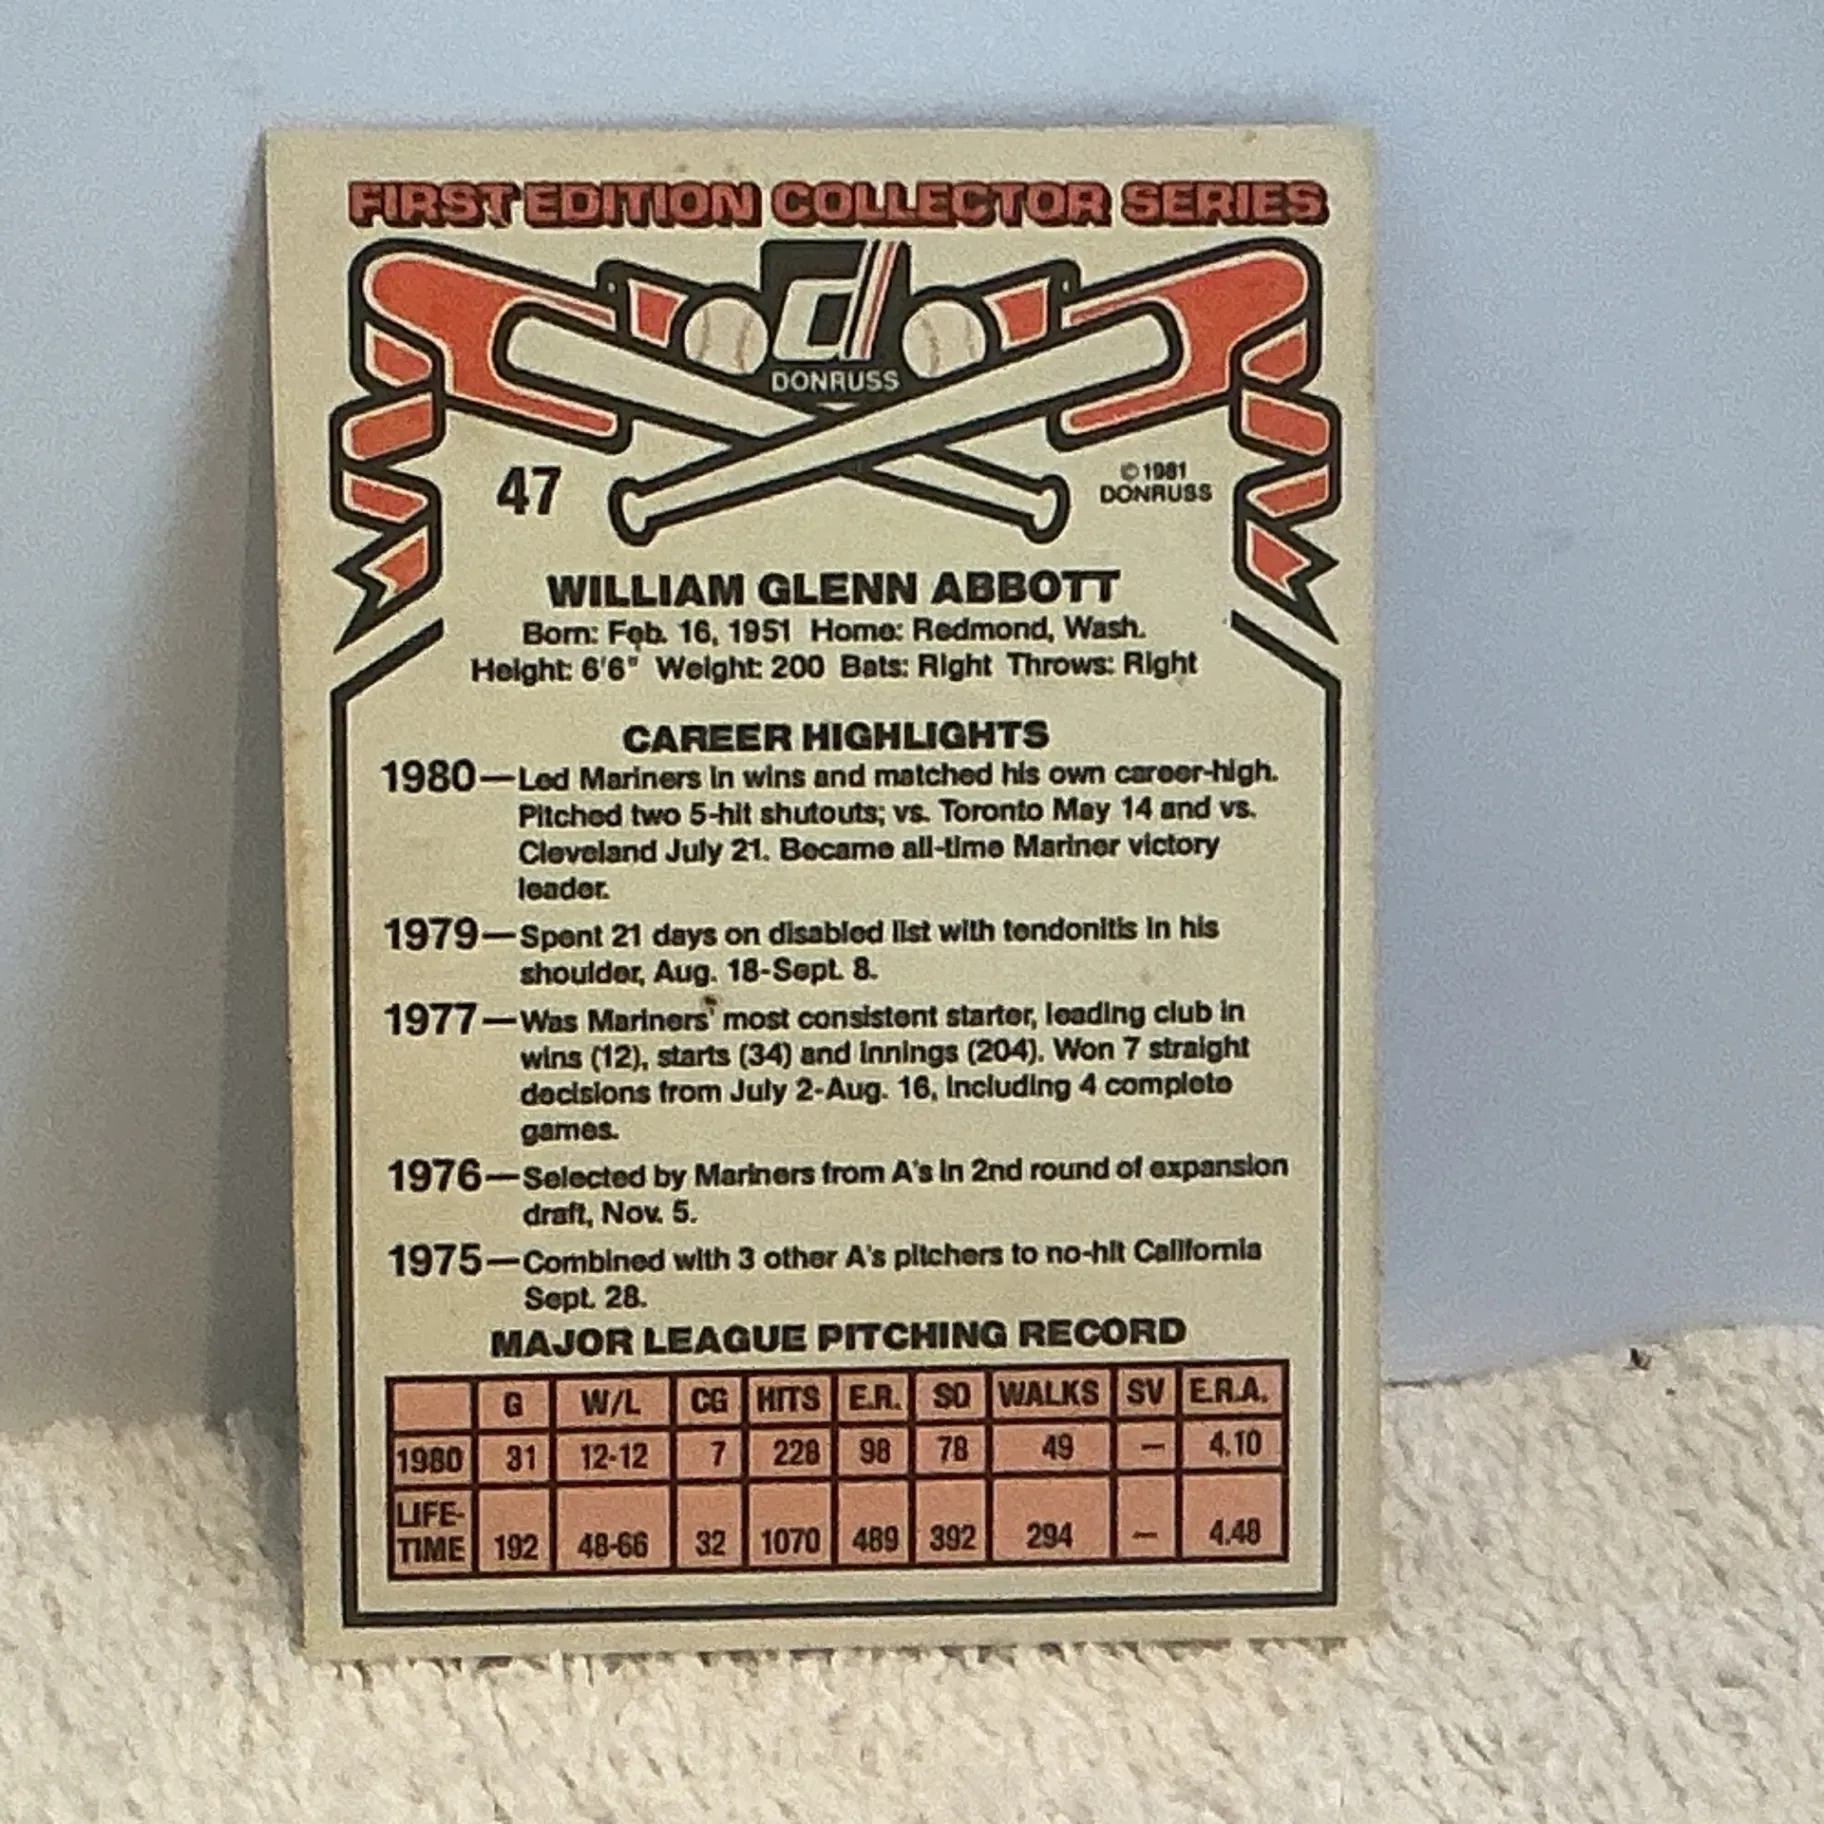 FIRST EDITION COLLECTOR SERIES
d
DONRUSS
47
©1981
DONRUSS
WILLIAM GLENN ABBOTT
Born: Feb. 16, 1951 Home: Redmond, Wash.
Height: 6'6" Weight: 200 Bats: Right Throws: Right
CAREER HIGHLIGHTS
1980—Led Mariners in wins and matched his own career-high.
Pitched two 5-hit shutouts; vs. Toronto May 14 and vs.
Cleveland July 21. Became all-time Mariner victory
leader.
1979—Spent 21 days on disabled list with tendonitis in his
shoulder, Aug. 18-Sept. 8.
1977—Was Mariners' most consistent starter, leading club in
wins (12), starts (34) and innings (204). Won 7 straight
decisions from July 2-Aug. 16, including 4 complete
games.
1976—Selected by Mariners from A's in 2nd round of expansion
draft, Nov. 5.
1975—Combined with 3 other A's pitchers to no-hit California
Sept. 28.
MAJOR LEAGUE PITCHING RECORD
G W/L CG HITS E.R. SO WALKS SV E.R.A.
1980 31 12-12 7 228 98 78 49 — 4.10
LIFE-
TIME 192 48-66 32 1070 489 392 294 — 4.48